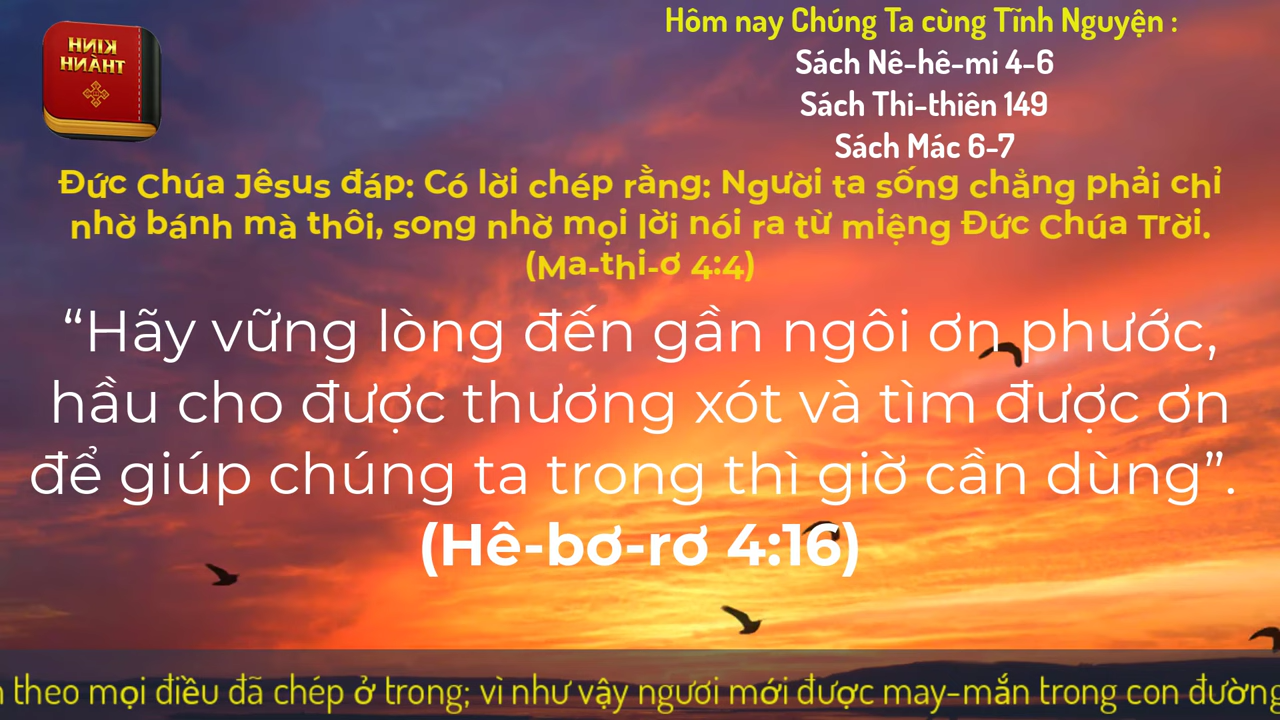 KINH
THÁNH
Hôm nay Chúng Ta cùng Tĩnh Nguyện :
Sách Nê-hê-mi 4-6
Sách Thi-thiên 149
Sách Mác 6-7
Đức Chúa Jêsus đáp: Có lời chép rằng: Người ta sống chẳng phải chỉ
nhờ bánh mà thôi, song nhờ mọi lời nói ra từ miệng Đức Chúa Trời.
(Ma-thi-ơ 4:4)
“Hãy vững lòng đến gần ngôi ơn phước,
hầu cho được thương xót và tìm được ơn
để giúp chúng ta trong thì giờ cần dùng”.
(Hê-bơ-rơ 4:16)
theo mọi điều đã chép ở trong; vì như vậy ngươi mới được may-mắn trong con đường